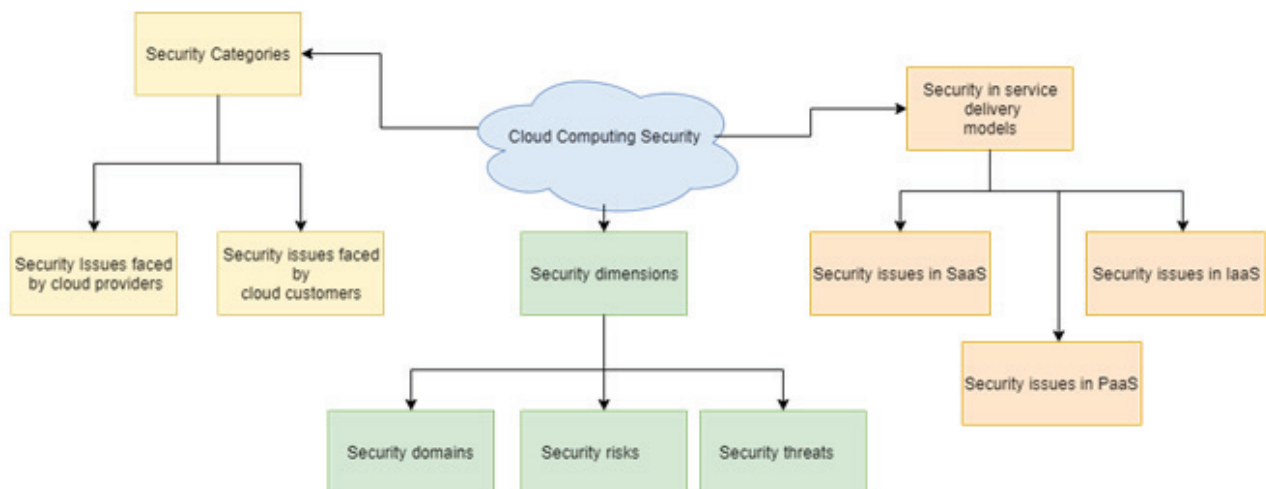 Security Categories
Cloud Computing Security
Security in service
delivery
models
Security Issues faced
by cloud providers
Security issues faced
by
cloud customers
Security dimensions
Security issues in SaaS
Security issues in IaaS
Security issues in PaaS
Security domains
Security risks
Security threats